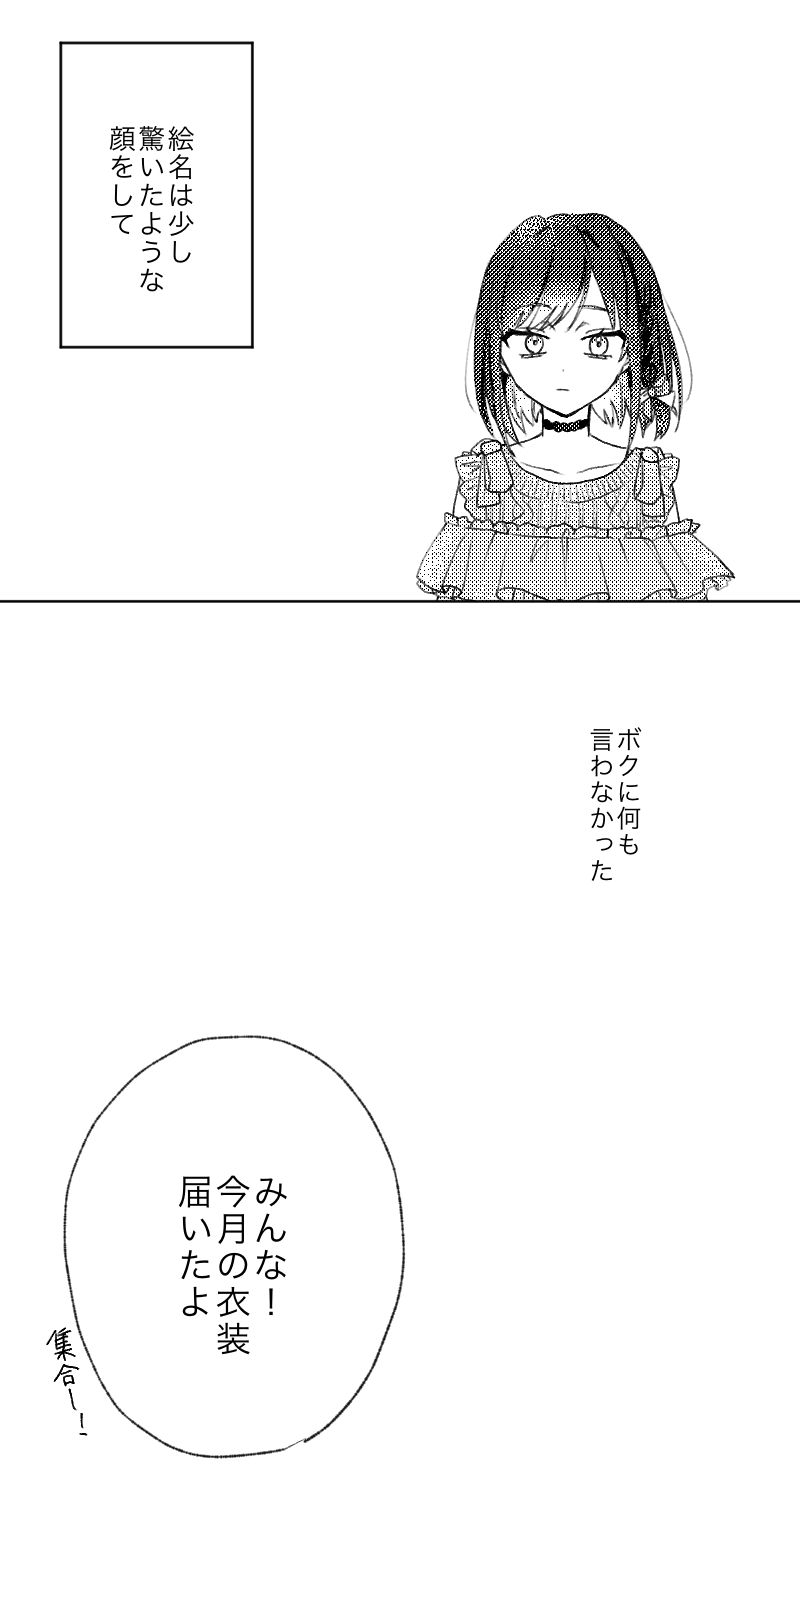 絵名は少し
驚いたような
顔をして
ボクに何も
言わなかった
みんな！
今月の衣装
届いたよ
集合ー！